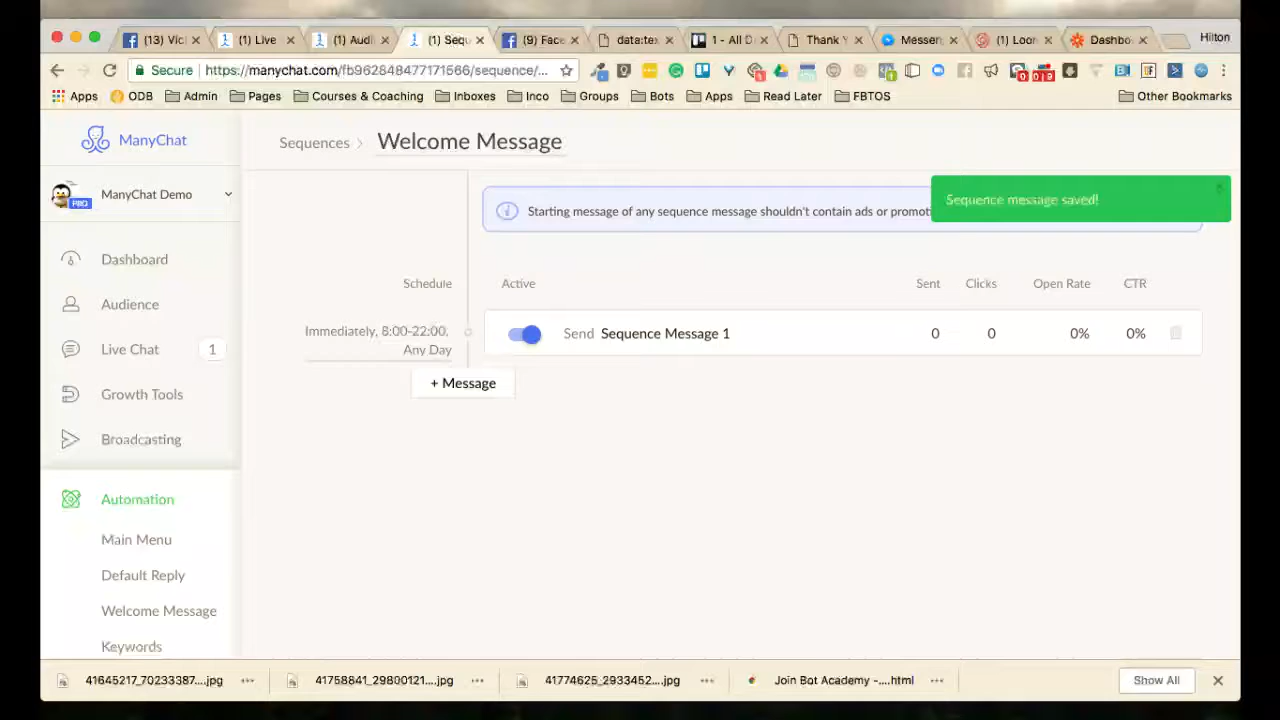 (13) Vic
(1) Live
(1) Audi
(1) Sequ
(9) Face
data:tex
1 - All D
Thank Y
Messen
(1) Loon
Dashbo
Hilton
Secure
https://manychat.com/fb962848477171566/sequence/...
Apps
ODB
Admin
Pages
Courses & Coaching
Inboxes
Inco
Groups
Bots
Apps
Read Later
FBTOS
Other Bookmarks
ManyChat
Sequences
Welcome Message
ManyChat Demo
PRO
Starting message of any sequence message shouldn't contain ads or promoti
Sequence message saved!
Dashboard
Audience
Live Chat
1
Growth Tools
Broadcasting
Automation
Main Menu
Default Reply
Welcome Message
Keywords
Schedule
Active
Sent
Clicks
Open Rate
CTR
Immediately, 8:00-22:00,
Any Day
Send Sequence Message 1
0
0
0%
0%
+ Message
41645217_70233387....jpg
41758841_29800121....jpg
41774625_2933452....jpg
Join Bot Academy -....html
Show All